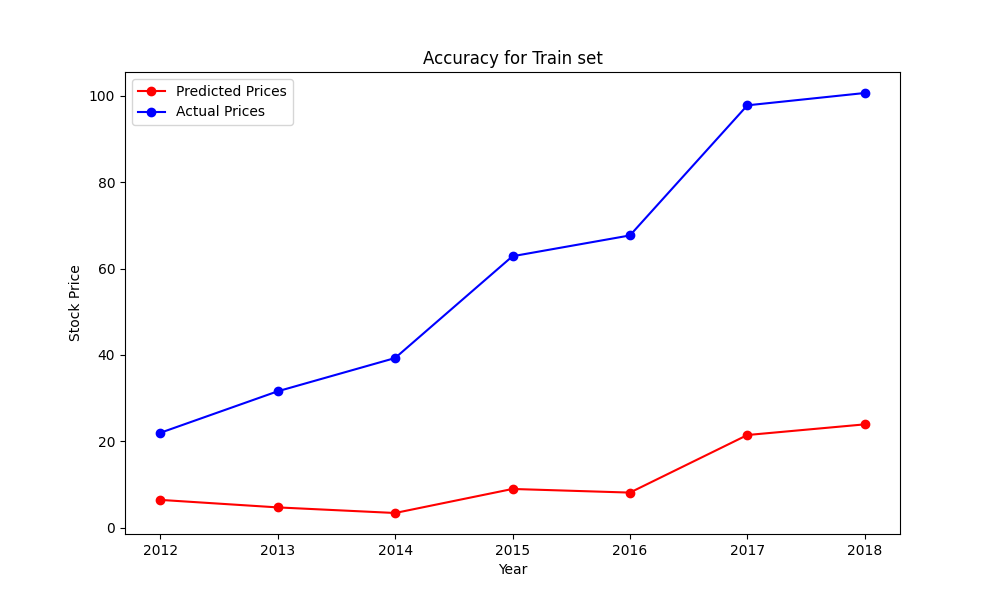 Accuracy for Train set
Predicted Prices
Actual Prices
Stock Price
100
80
60
40
20
0
2012 2013 2014 2015 2016 2017 2018
Year